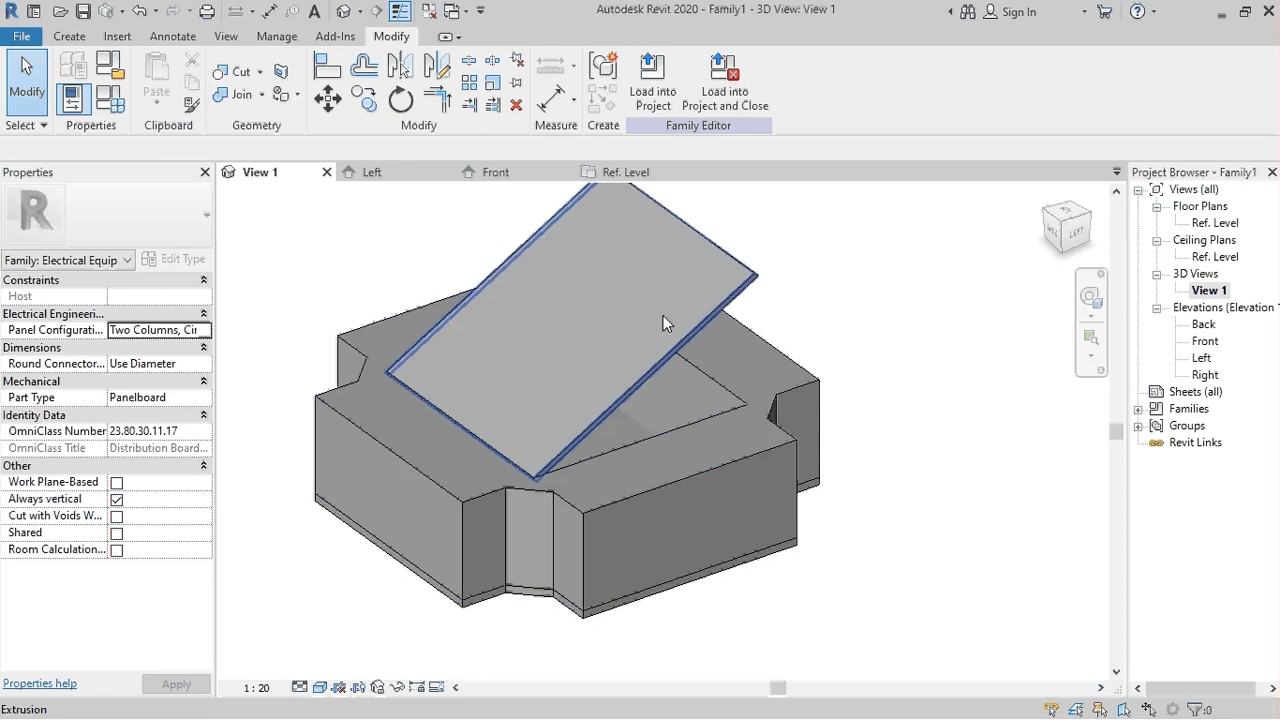 Autodesk Revit 2020 - Family1 - 3D View: View 1
Sign In
File
Create
Insert
Annotate
View
Manage
Add-Ins
Modify
Modify
Paste
Cut
Join
Load into
Project
Load into
Project and Close
Select
Properties
Clipboard
Geometry
Modify
Measure
Create
Family Editor
Properties
View 1
Left
Front
Ref. Level
Project Browser - Family1
Family: Electrical Equip
Edit Type
Constraints
Host
Electrical Engineeri...
Panel Configurati...
Two Columns, Cir
Dimensions
Round Connector...
Use Diameter
Mechanical
Part Type
Panelboard
Identity Data
OmniClass Number
23.80.30.11.17
OmniClass Title
Distribution Board...
Other
Work Plane-Based
Always vertical
Cut with Voids W...
Shared
Room Calculation...
Properties help
Apply
LEFT
Views (all)
Floor Plans
Ref. Level
Ceiling Plans
Ref. Level
3D Views
View 1
Elevations (Elevation
Back
Front
Left
Right
Sheets (all)
Families
Groups
Revit Links
1 : 20
Extrusion
:0